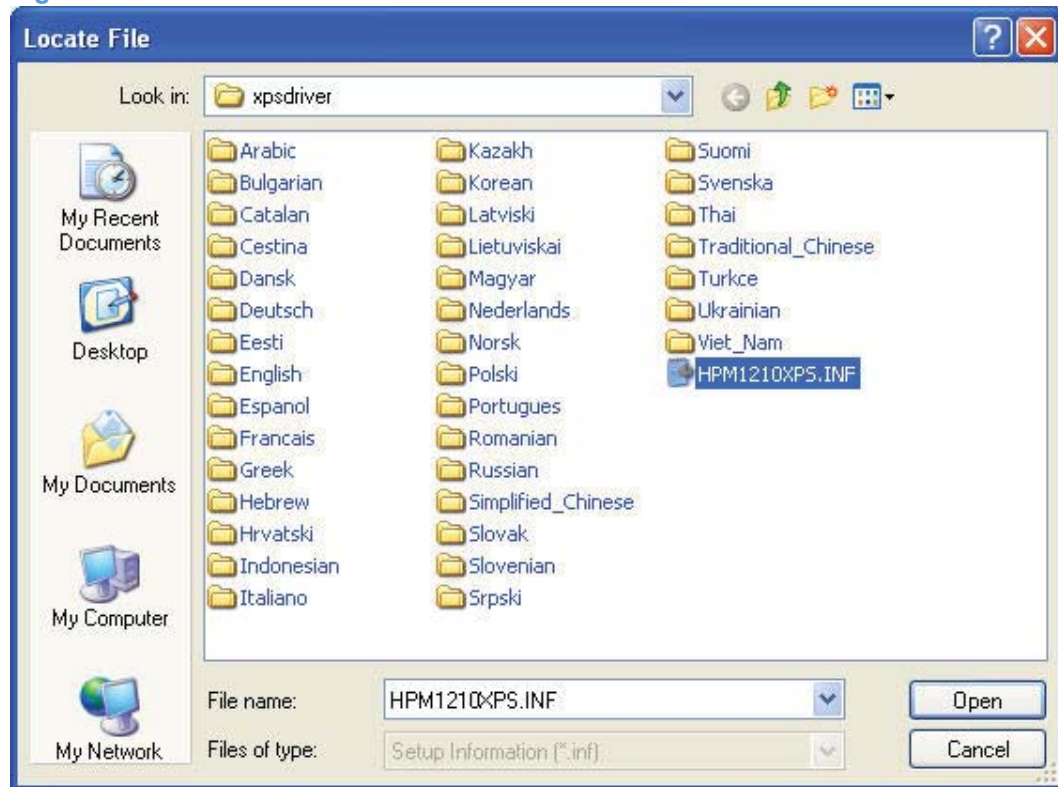 Locate File
Look in: xpsdriver
My Recent Documents
Desktop
My Documents
My Computer
My Network
Arabic
Bulgarian
Catalan
Cestina
Dansk
Deutsch
Eesti
English
Espanol
Francais
Greek
Hebrew
Hrvatski
Indonesian
Italiano
Kazakh
Korean
Latviski
Lietuviskai
Magyar
Nederlands
Norsk
Polski
Portugues
Romanian
Russian
Simplified_Chinese
Slovak
Slovenian
Srpski
Suomi
Svenska
Thai
Traditional_Chinese
Turkce
Ukrainian
Viet_Nam
HPM1210XPS.INF
File name: HPM1210XPS.INF
Open
Files of type: Setup Information (*.inf)
Cancel